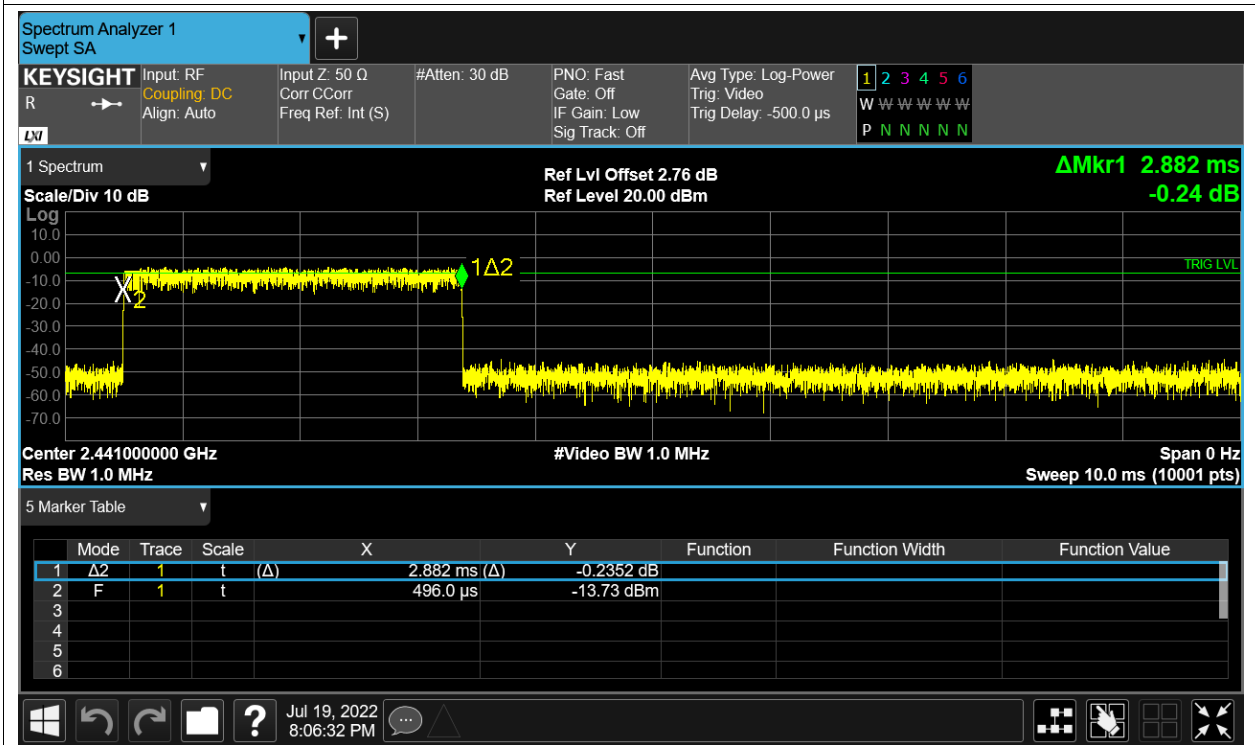 Spectrum Analyzer 1
Swept SA
KEYSIGHT Input: RF Input Z: 50 Ω #Atten: 30 dB PNO: Fast Avg Type: Log-Power 1 2 3 4 5 6
R Coupling: DC Corr CCorr Gate: Off Trig: Video W W W W W W
Align: Auto Freq Ref: Int (S) IF Gain: Low Trig Delay: -500.0 µs P N N N N N
LXI Sig Track: Off
1 Spectrum Ref Lvl Offset 2.76 dB ΔMkr1 2.882 ms
Scale/Div 10 dB Ref Level 20.00 dBm -0.24 dB
Log
10.0
0.00
1Δ2
TRIG LVL
-10.0
X2
-20.0
-30.0
-40.0
-50.0
-60.0
-70.0
Center 2.441000000 GHz #Video BW 1.0 MHz Span 0 Hz
Res BW 1.0 MHz Sweep 10.0 ms (10001 pts)
5 Marker Table
Mode Trace Scale X Y Function Function Width Function Value
1 Δ2 1 t (Δ) 2.882 ms (Δ) -0.2352 dB
2 F 1 t 496.0 µs -13.73 dBm
3
4
5
6
? Jul 19, 2022
8:06:32 PM